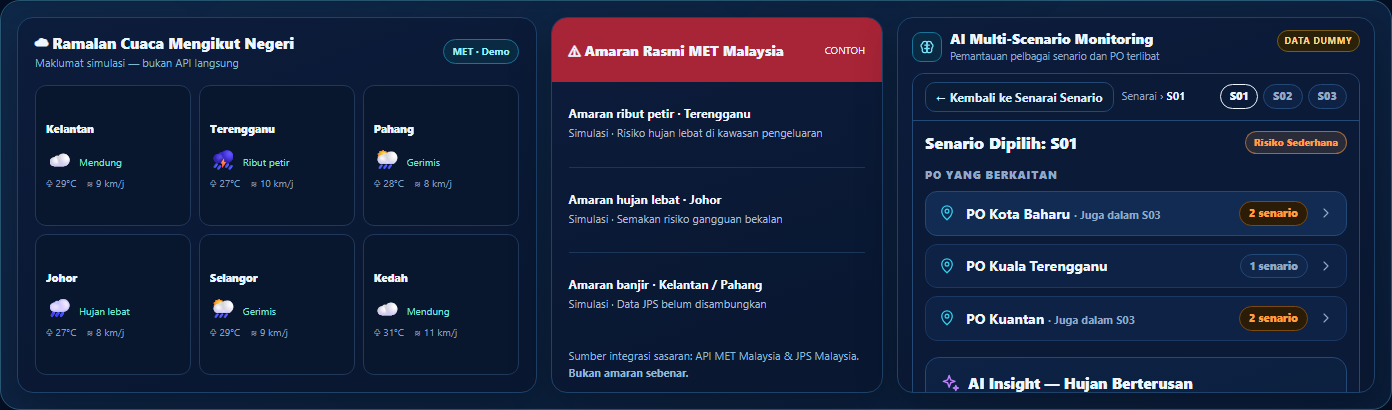 Ramalan Cuaca Mengikut Negeri
Maklumat simulasi — bukan API langsung
MET · Demo
Kelantan
Mendung
29°C ≈ 9 km/j
Terengganu
Ribut petir
27°C ≈ 10 km/j
Pahang
Gerimis
28°C ≈ 8 km/j
Johor
Hujan lebat
27°C ≈ 8 km/j
Selangor
Gerimis
29°C ≈ 9 km/j
Kedah
Mendung
31°C ≈ 11 km/j
⚠ Amaran Rasmi MET Malaysia
CONTOH
Amaran ribut petir · Terengganu
Simulasi · Risiko hujan lebat di kawasan pengeluaran
Amaran hujan lebat · Johor
Simulasi · Semakan risiko gangguan bekalan
Amaran banjir · Kelantan / Pahang
Simulasi · Data JPS belum disambungkan
Sumber integrasi sasaran: API MET Malaysia & JPS Malaysia.
Bukan amaran sebenar.
AI Multi-Scenario Monitoring
Pemantauan pelbagai senario dan PO terlibat
DATA DUMMY
← Kembali ke Senarai Senario
Senarai › S01
S01
S02
S03
Senario Dipilih: S01
Risiko Sederhana
PO YANG BERKAITAN
PO Kota Baharu · Juga dalam S03
2 senario
PO Kuala Terengganu
1 senario
PO Kuantan · Juga dalam S03
2 senario
AI Insight — Hujan Berterusan